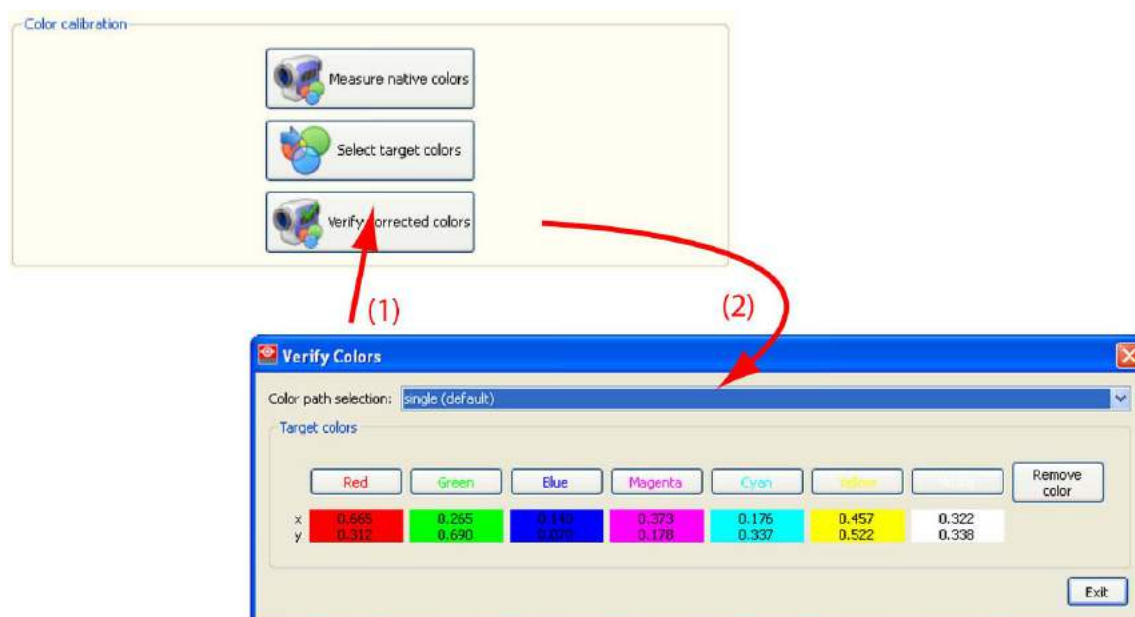 Color calibration
Measure native colors
Select target colors
Verify corrected colors
(1)
(2)
Verify Colors
Color path selection: single (default)
Target colors
Red Green Blue Magenta Cyan Yellow Remove color
x 0.665 0.265 0.373 0.176 0.457 0.322
y 0.312 0.690 0.178 0.337 0.522 0.338
Exit